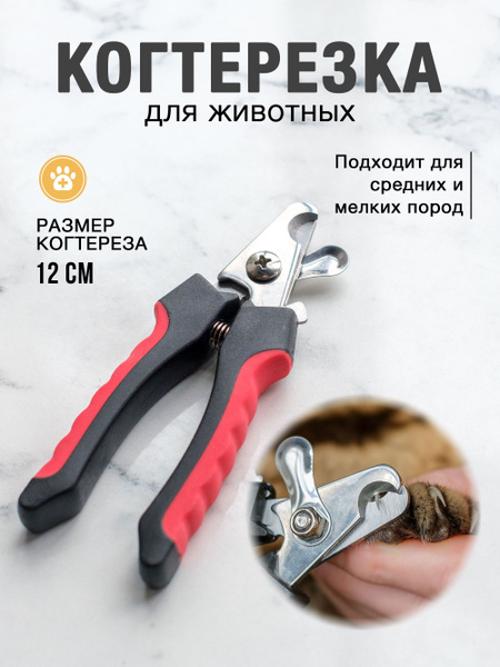 КОГТЕРЕЗКА
ДЛЯ ЖИВОТНЫХ
Подходит для
средних и
мелких пород
РАЗМЕР
КОГТЕРЕЗА
12 СМ